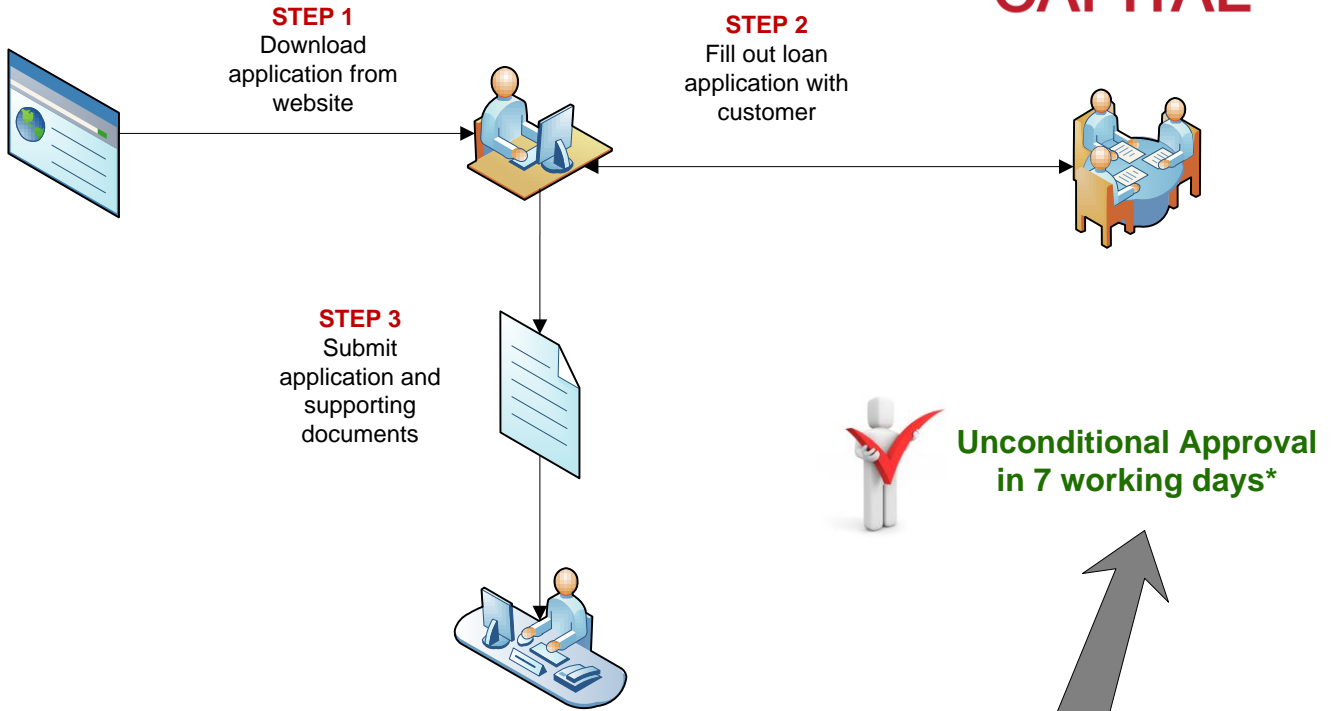 CAPITAL
STEP 1
Download
application from
website
STEP 2
Fill out loan
application with
customer
STEP 3
Submit
application and
supporting
documents
Unconditional Approval
in 7 working days*